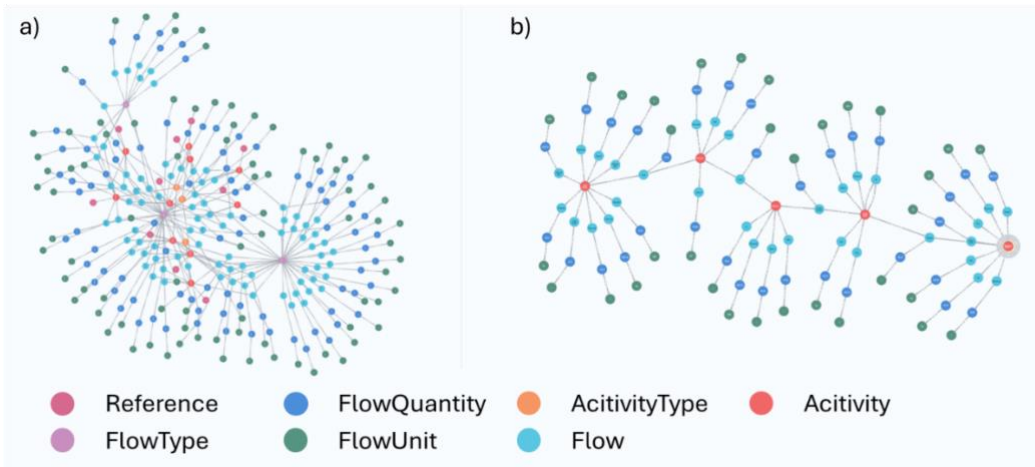 a)
b)
Reference
FlowQuantity
AcitivityType
Acitivity
FlowType
FlowUnit
Flow